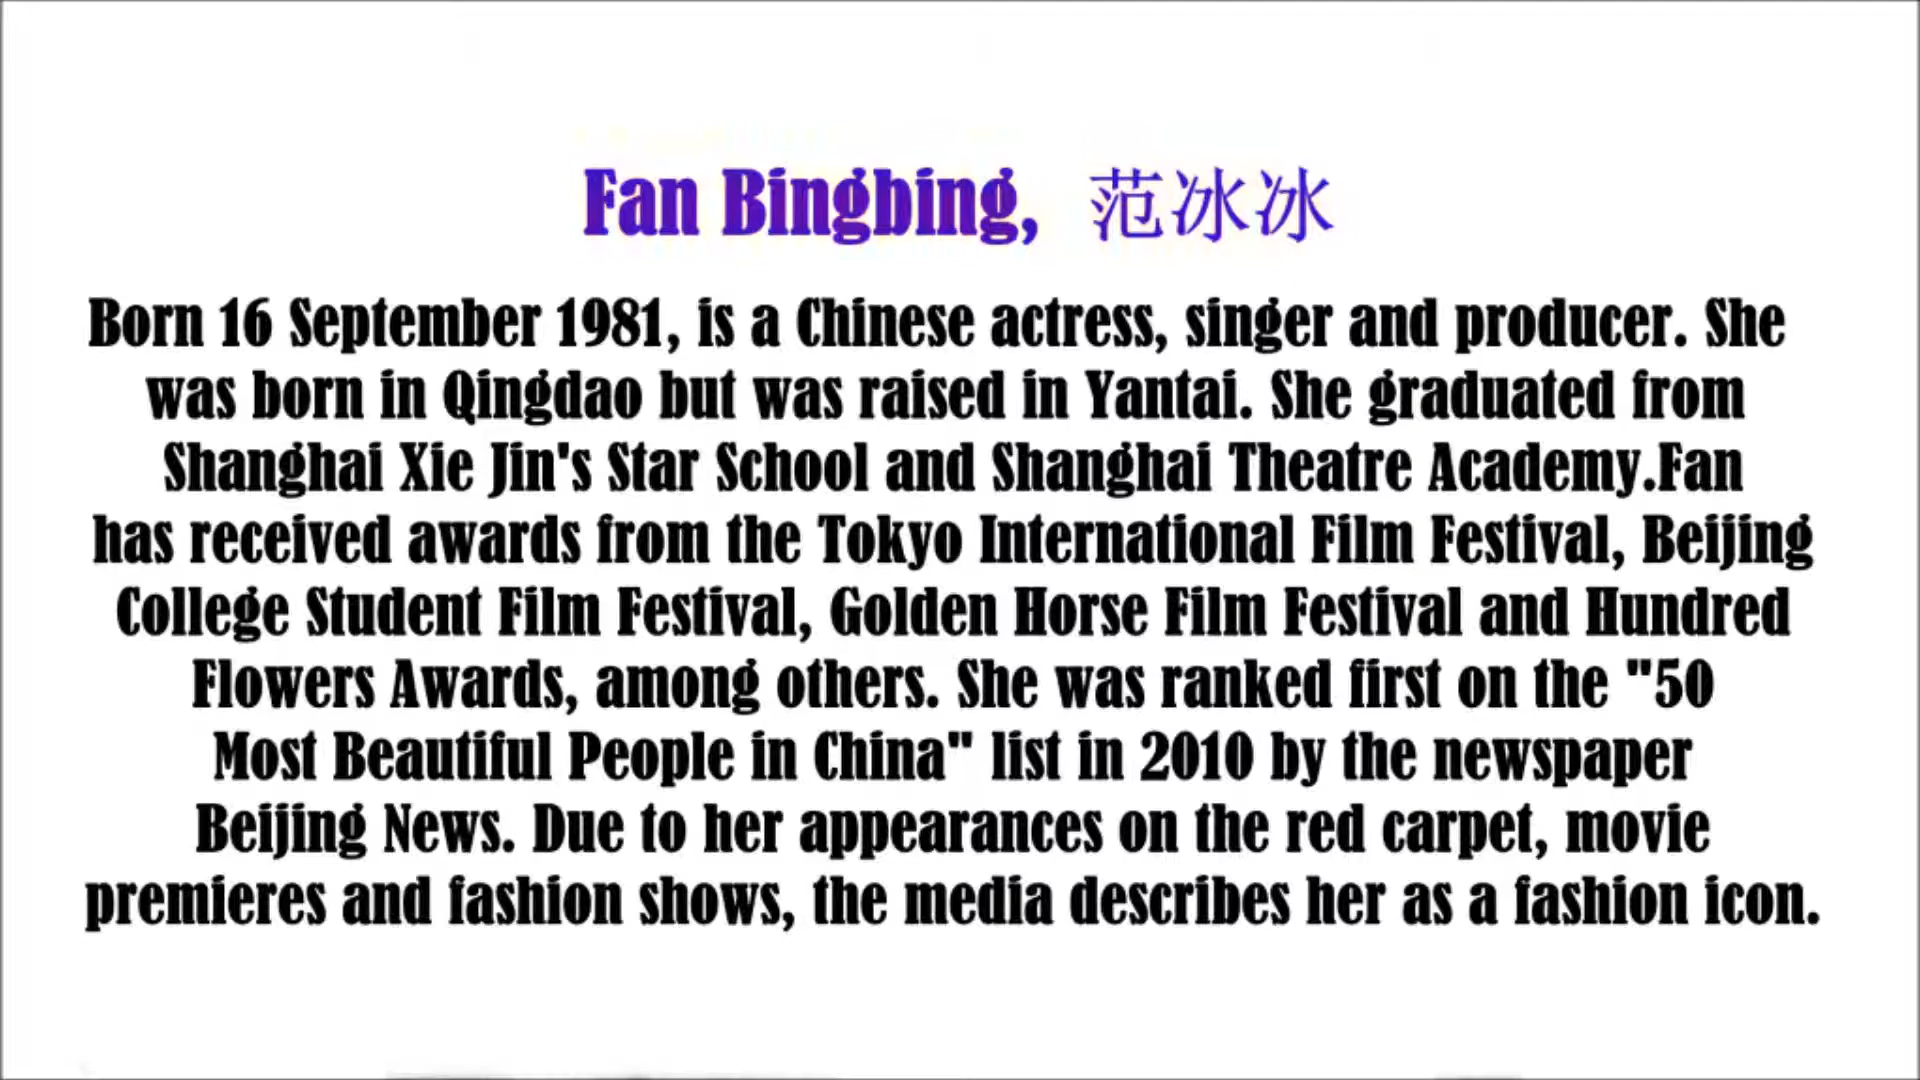 Fan Bingbing, 范冰冰
Born 16 September 1981, is a Chinese actress, singer and producer. She
was born in Qingdao but was raised in Yantai. She graduated from
Shanghai Xie Jin's Star School and Shanghai Theatre Academy.Fan
has received awards from the Tokyo International Film Festival, Beijing
College Student Film Festival, Golden Horse Film Festival and Hundred
Flowers Awards, among others. She was ranked first on the "50
Most Beautiful People in China" list in 2010 by the newspaper
Beijing News. Due to her appearances on the red carpet, movie
premieres and fashion shows, the media describes her as a fashion icon.